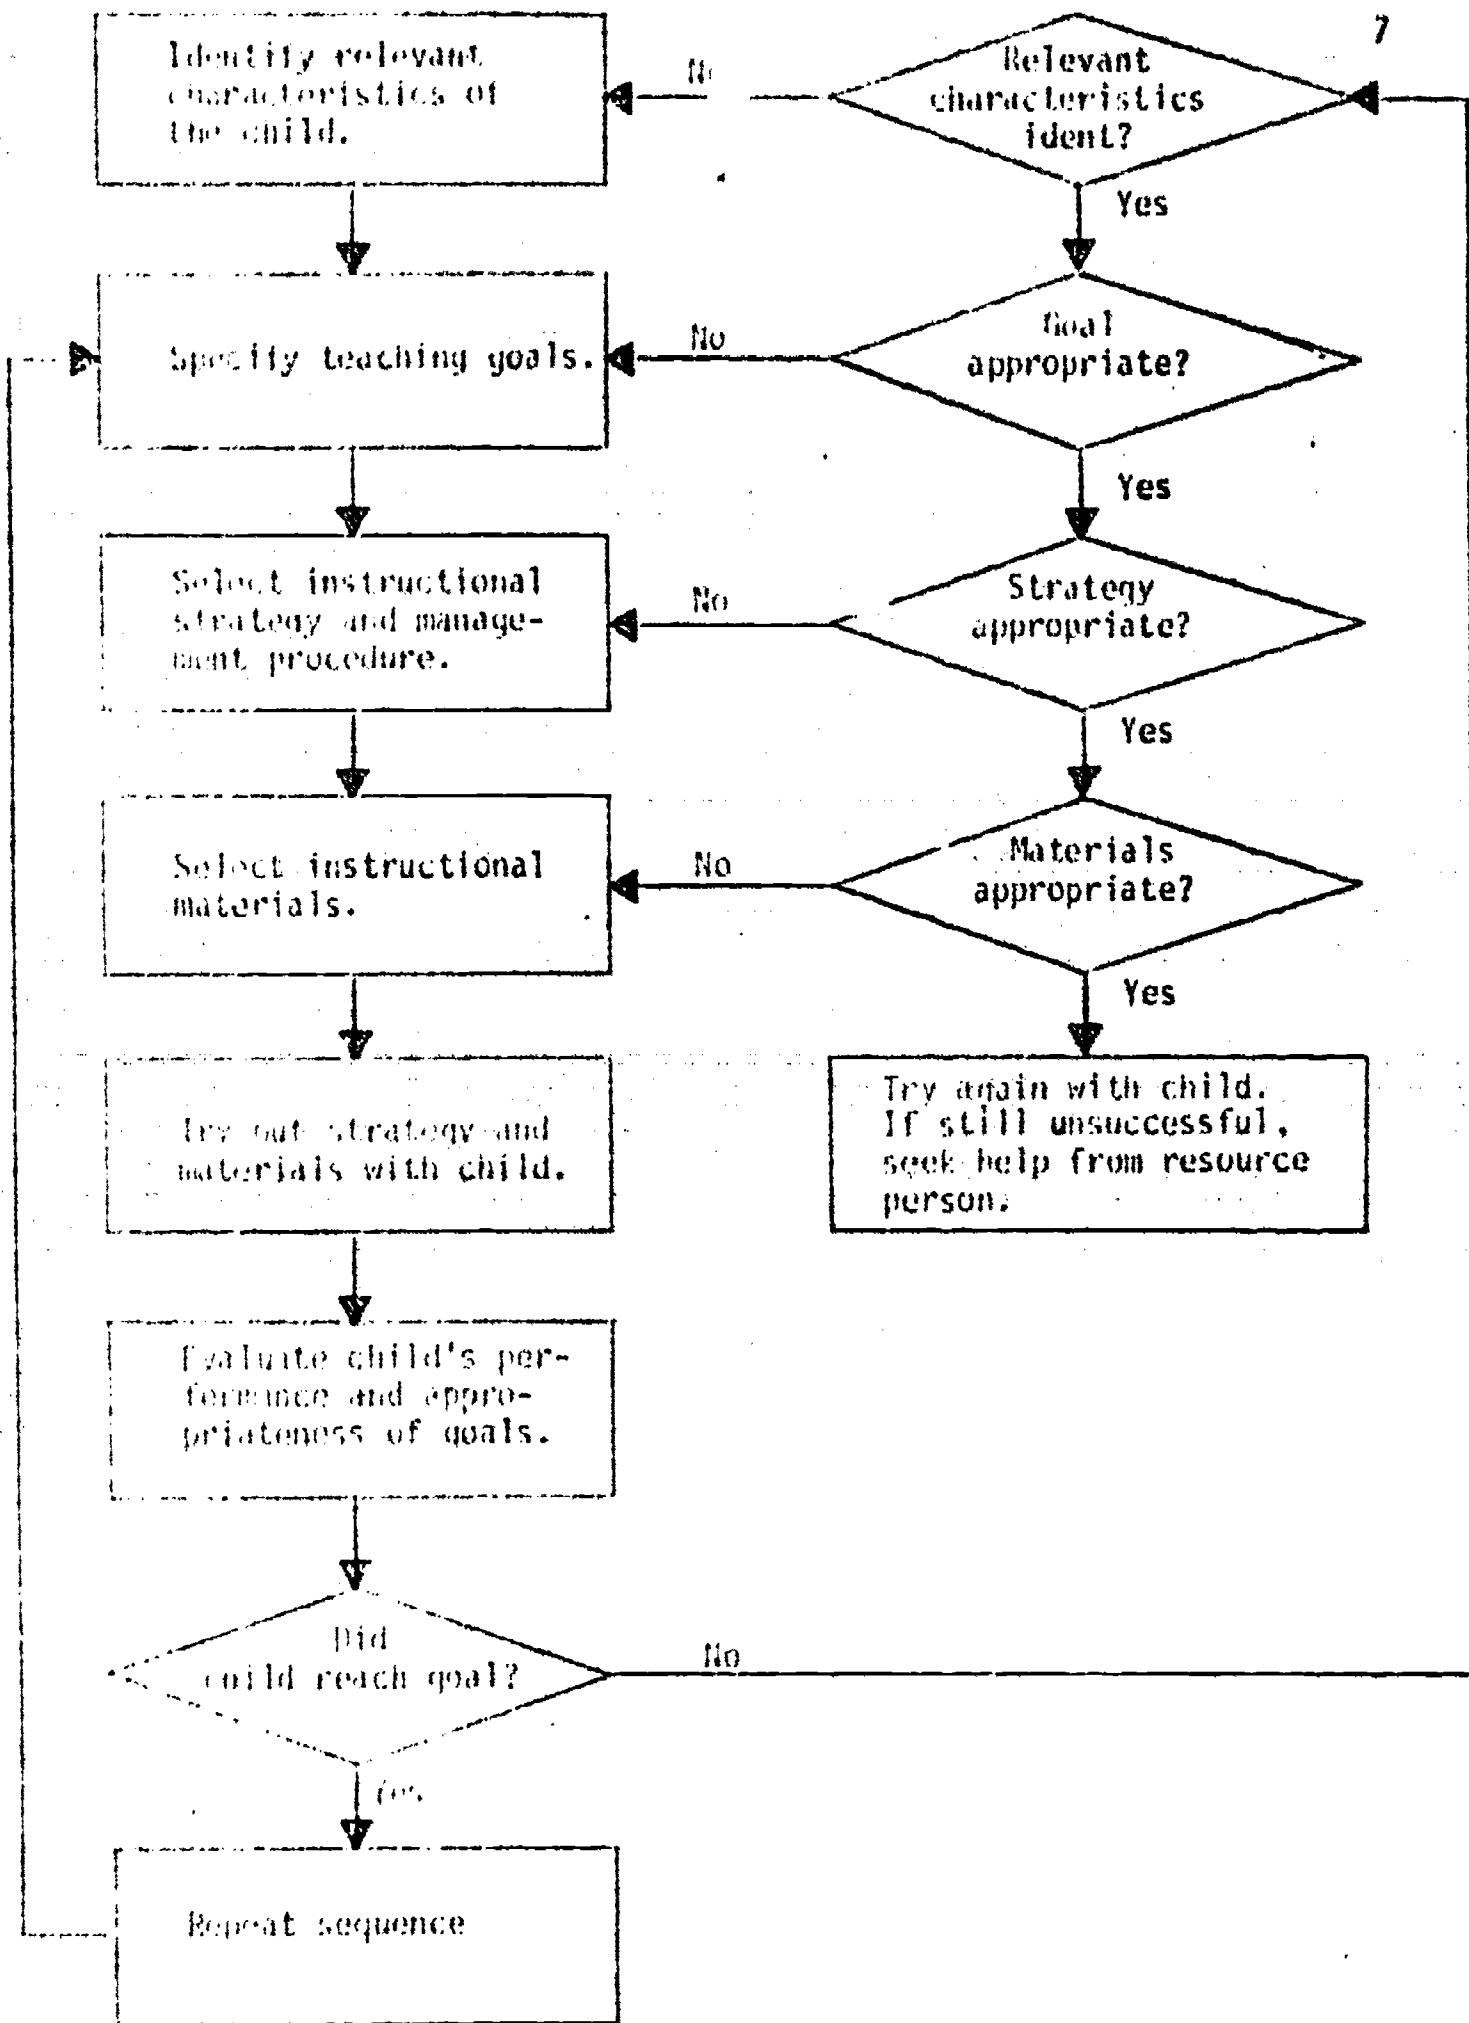 7
Identify relevant
characteristics of
the child.
No
Relevant
characteristics
ident?
Yes
Specify teaching goals.
No
Goal
appropriate?
Yes
Select instructional
strategy and manage-
ment procedure.
No
Strategy
appropriate?
Yes
Select instructional
materials.
No
Materials
appropriate?
Yes
Try out strategy and
materials with child.
Try again with child.
If still unsuccessful,
seek help from resource
person.
Evaluate child's per-
formance and appro-
priateness of goals.
Did
child reach goal?
No
Yes
Repeat sequence